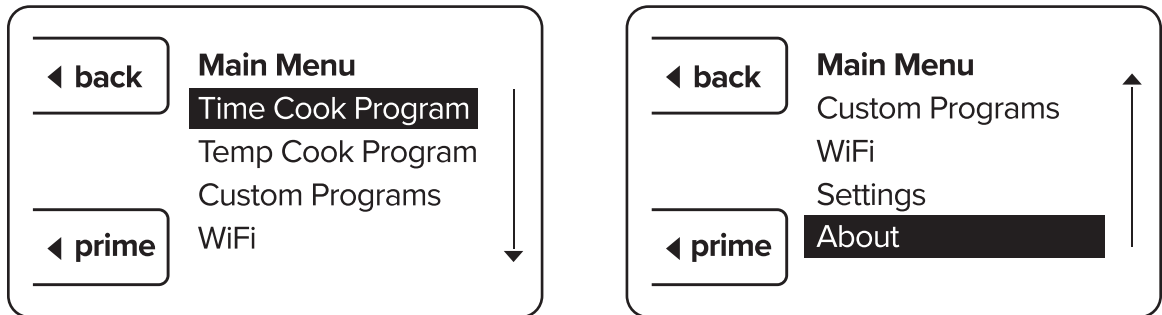 back
Main Menu
Time Cook Program
Temp Cook Program
Custom Programs
prime
WiFi
back
Main Menu
Custom Programs
WiFi
Settings
prime
About